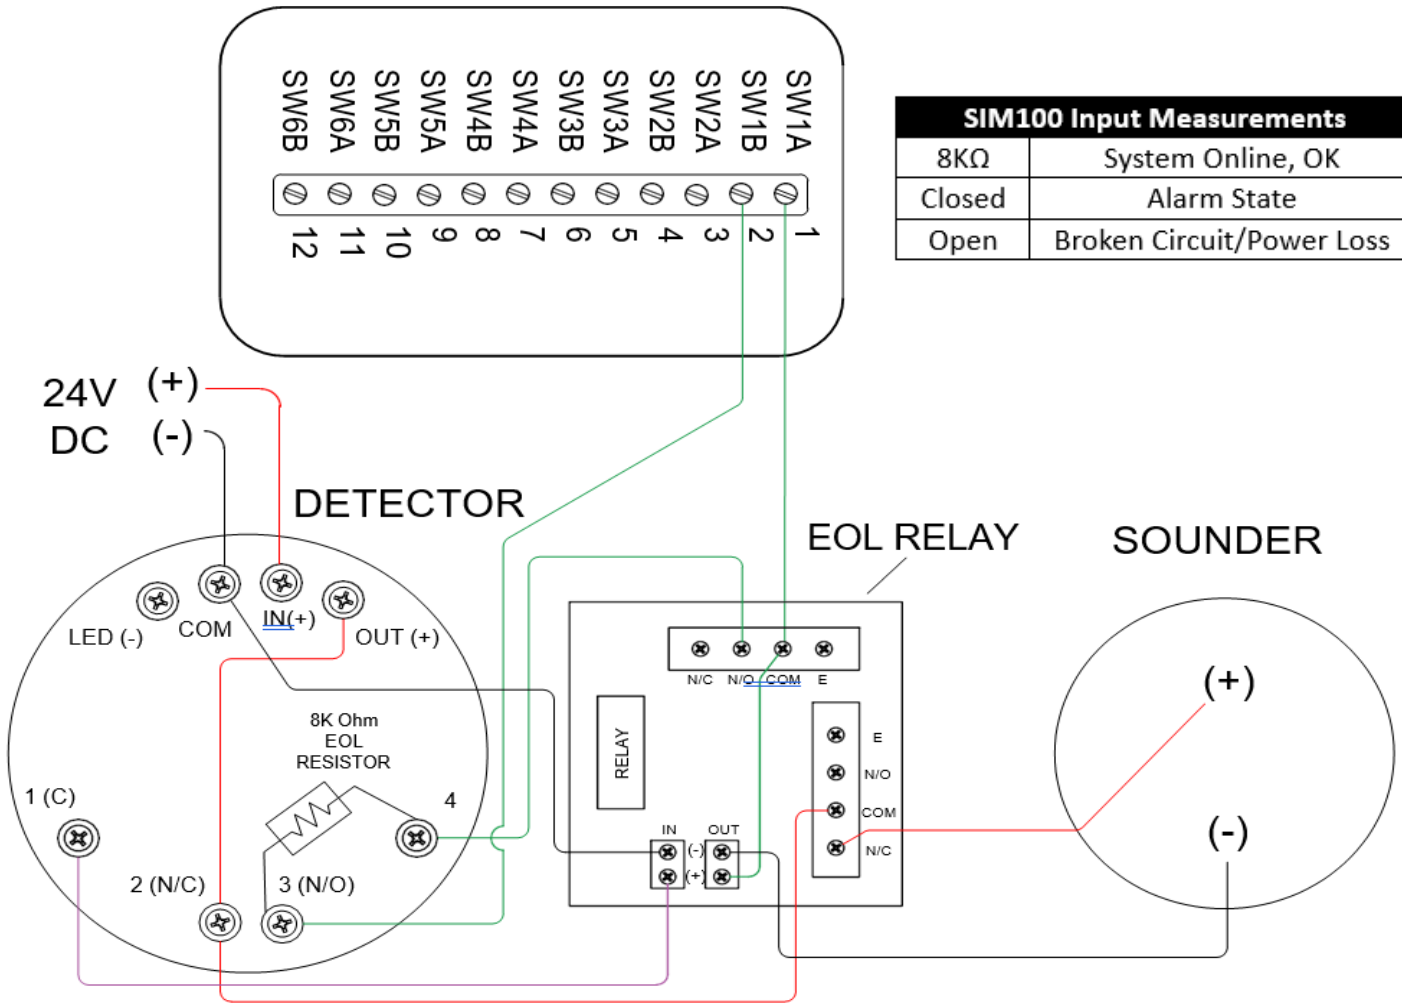 SW6B SW6A SW5B SW5A SW4B SW4A SW3B SW3A SW2B SW2A SW1B SW1A
12 11 10 9 8 7 6 5 4 3 2 1
SIM100 Input Measurements
8KΩ System Online, OK
Closed Alarm State
Open Broken Circuit/Power Loss
24V (+)
DC (-)
DETECTOR
LED (-)
COM
IN(+)
OUT (+)
8K Ohm
EOL
RESISTOR
1 (C)
4
2 (N/C)
3 (N/O)
EOL RELAY
N/C N/O COM E
RELAY
E
N/O
COM
N/C
IN OUT
(-)
(+)
SOUNDER
(+)
(-)